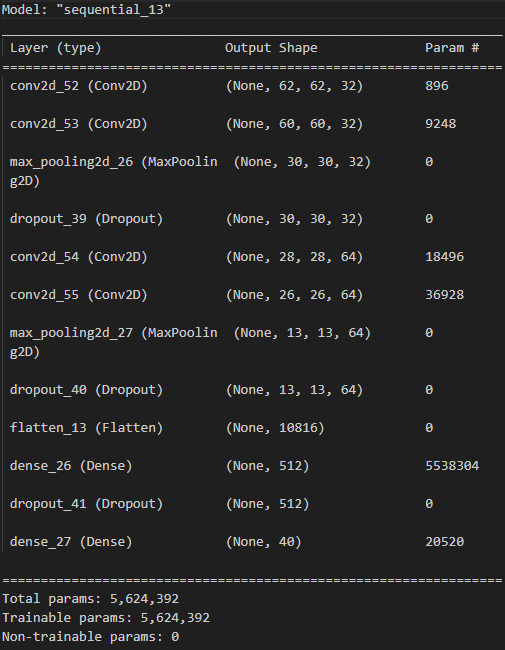 Model: "sequential_13"
Layer (type) Output Shape Param #
conv2d_52 (Conv2D) (None, 62, 62, 32) 896
conv2d_53 (Conv2D) (None, 60, 60, 32) 9248
max_pooling2d_26 (MaxPoolin (None, 30, 30, 32) 0
g2D)
dropout_39 (Dropout) (None, 30, 30, 32) 0
conv2d_54 (Conv2D) (None, 28, 28, 64) 18496
conv2d_55 (Conv2D) (None, 26, 26, 64) 36928
max_pooling2d_27 (MaxPoolin (None, 13, 13, 64) 0
g2D)
dropout_40 (Dropout) (None, 13, 13, 64) 0
flatten_13 (Flatten) (None, 10816) 0
dense_26 (Dense) (None, 512) 5538304
dropout_41 (Dropout) (None, 512) 0
dense_27 (Dense) (None, 40) 20520
Total params: 5,624,392
Trainable params: 5,624,392
Non-trainable params: 0